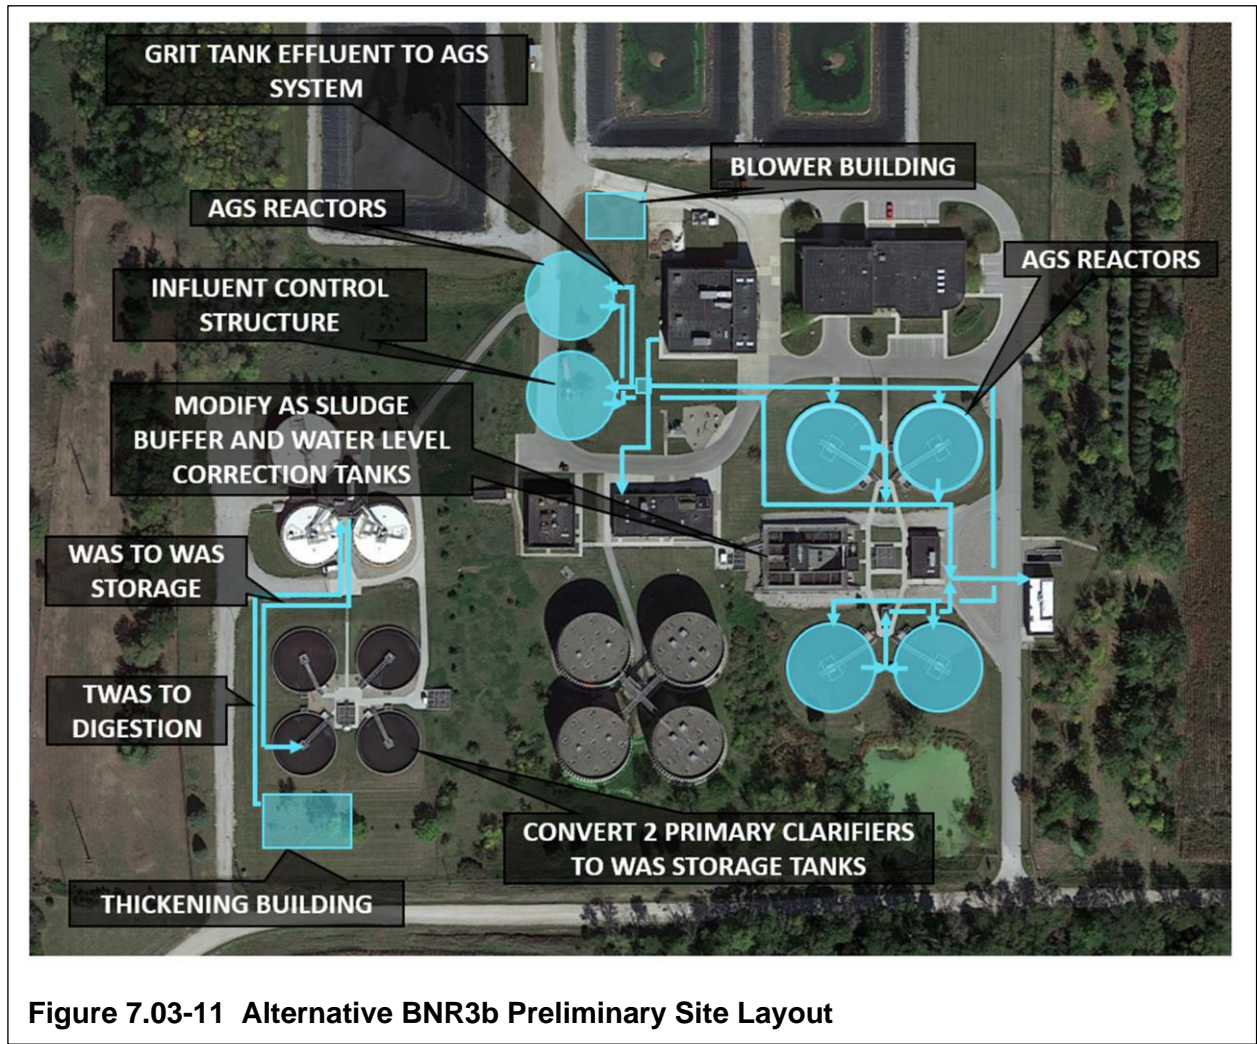 GRIT TANK EFFLUENT TO AGS
SYSTEM
BLOWER BUILDING
AGS REACTORS
AGS REACTORS
INFLUENT CONTROL
STRUCTURE
MODIFY AS SLUDGE
BUFFER AND WATER LEVEL
CORRECTION TANKS
WAS TO WAS
STORAGE
TWAS TO
DIGESTION
CONVERT 2 PRIMARY CLARIFIERS
TO WAS STORAGE TANKS
THICKENING BUILDING
Figure 7.03-11 Alternative BNR3b Preliminary Site Layout